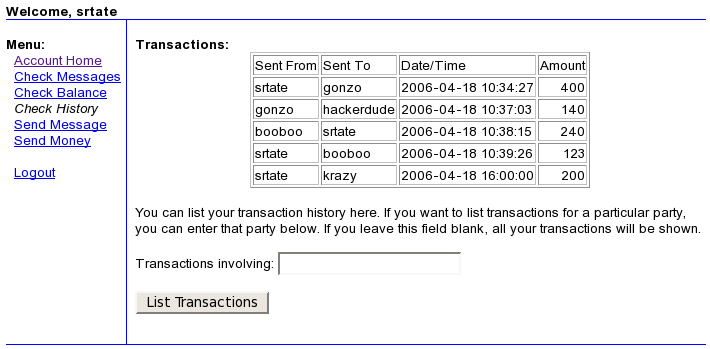 Welcome, srtate
Menu:
Account Home
Check Messages
Check Balance
Check History
Send Message
Send Money
Logout
Transactions:
Sent From Sent To Date/Time Amount
srtate gonzo 2006-04-18 10:34:27 400
gonzo hackerdude 2006-04-18 10:37:03 140
booboo srtate 2006-04-18 10:38:15 240
srtate booboo 2006-04-18 10:39:26 123
srtate krazy 2006-04-18 16:00:00 200
You can list your transaction history here. If you want to list transactions for a particular party,
you can enter that party below. If you leave this field blank, all your transactions will be shown.
Transactions involving:
List Transactions